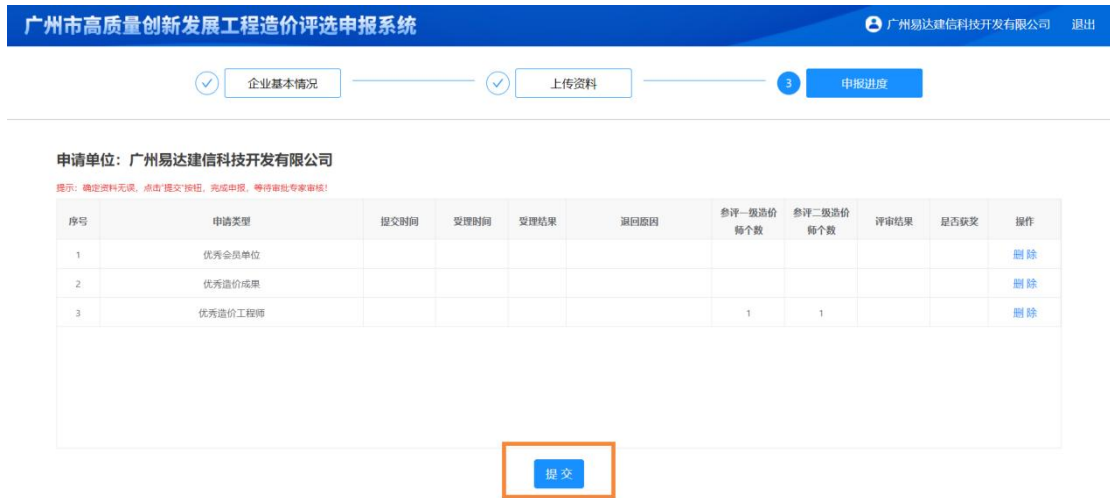 广州市高质量创新发展工程造价评选申报系统 广州易达建信科技开发有限公司 退出
企业基本情况 上传资料 3 申报进度
申请单位：广州易达建信科技开发有限公司
提示：确定资料无误，点击'提交'按钮，完成申报，等待审批专家审核！
序号 申请类型 提交时间 受理时间 受理结果 退回原因 参评一级造价师个数 参评二级造价师个数 评审结果 是否获奖 操作
1 优秀会员单位 删除
2 优秀造价成果 删除
3 优秀造价工程师 1 1 删除
提交